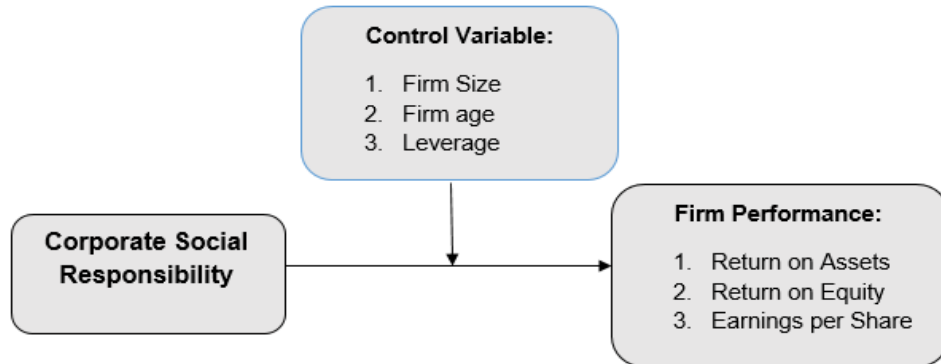 Control Variable:
1. Firm Size
2. Firm age
3. Leverage
Corporate Social
Responsibility
Firm Performance:
1. Return on Assets
2. Return on Equity
3. Earnings per Share